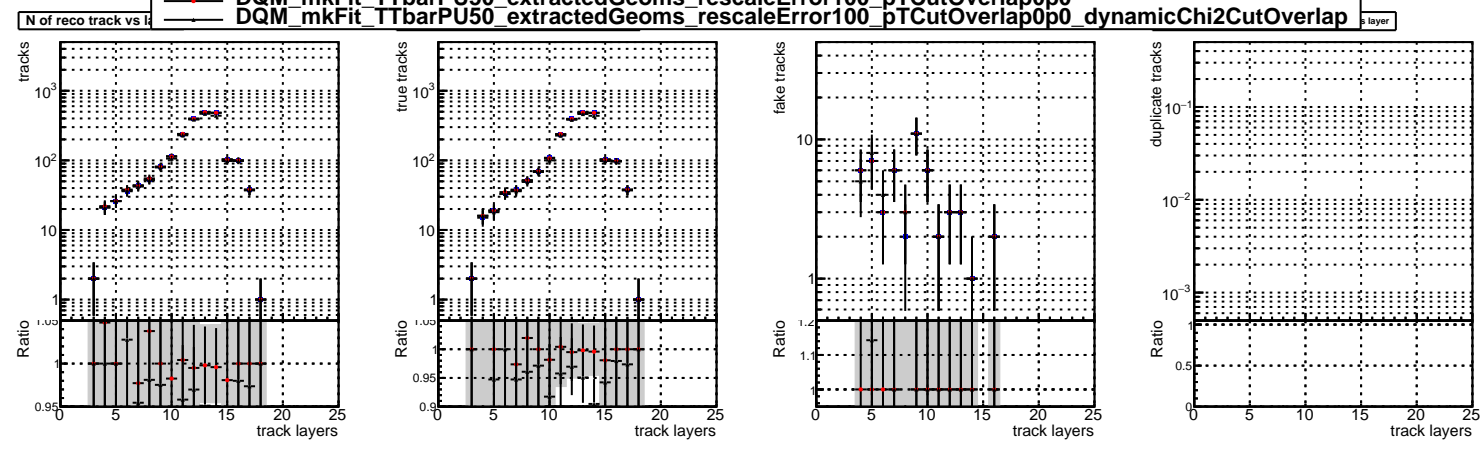 DQM_mkFit_TTbarPU50_extractedGeoms_rescaleError100_pTCutOverlap0p0
DQM_mkFit_TTbarPU50_extractedGeoms_rescaleError100_pTCutOverlap0p0_dynamicChi2CutOverlap
N of reco track vs la
s layer
tracks
10³
10²
10
1
Ratio
1.05
1
0.95
0 5 10 15 20 25
track layers
true tracks
10³
10²
10
1
Ratio
1.05
1
0.95
0.9
0 5 10 15 20 25
track layers
fake tracks
10
1
Ratio
1.2
1.1
1
0 5 10 15 20 25
track layers
duplicate tracks
10⁻¹
10⁻²
10⁻³
Ratio
1
0.5
0
0 5 10 15 20 25
track layers